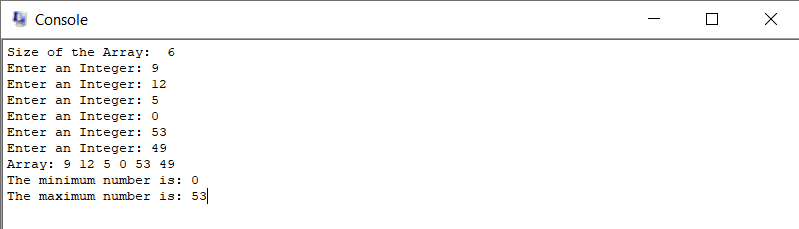 Console
Size of the Array:  6
Enter an Integer: 9
Enter an Integer: 12
Enter an Integer: 5
Enter an Integer: 0
Enter an Integer: 53
Enter an Integer: 49
Array: 9 12 5 0 53 49
The minimum number is: 0
The maximum number is: 53